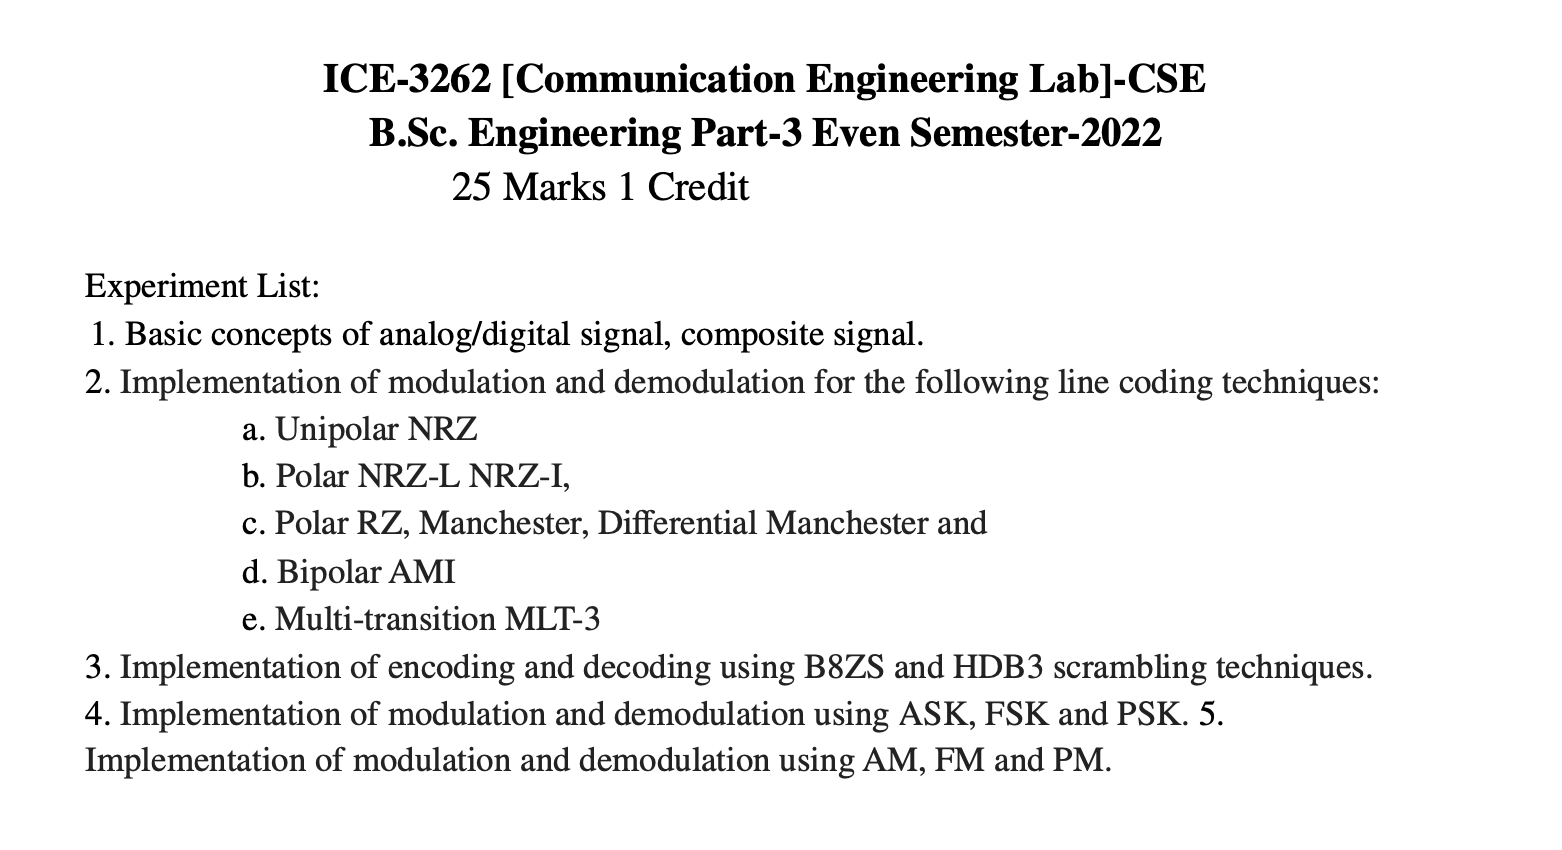 ICE-3262 [Communication Engineering Lab]-CSE
B.Sc. Engineering Part-3 Even Semester-2022
25 Marks 1 Credit
Experiment List:
1. Basic concepts of analog/digital signal, composite signal.
2. Implementation of modulation and demodulation for the following line coding techniques:
a. Unipolar NRZ
b. Polar NRZ-L NRZ-I,
c. Polar RZ, Manchester, Differential Manchester and
d. Bipolar AMI
e. Multi-transition MLT-3
3. Implementation of encoding and decoding using B8ZS and HDB3 scrambling techniques.
4. Implementation of modulation and demodulation using ASK, FSK and PSK. 5.
Implementation of modulation and demodulation using AM, FM and PM.